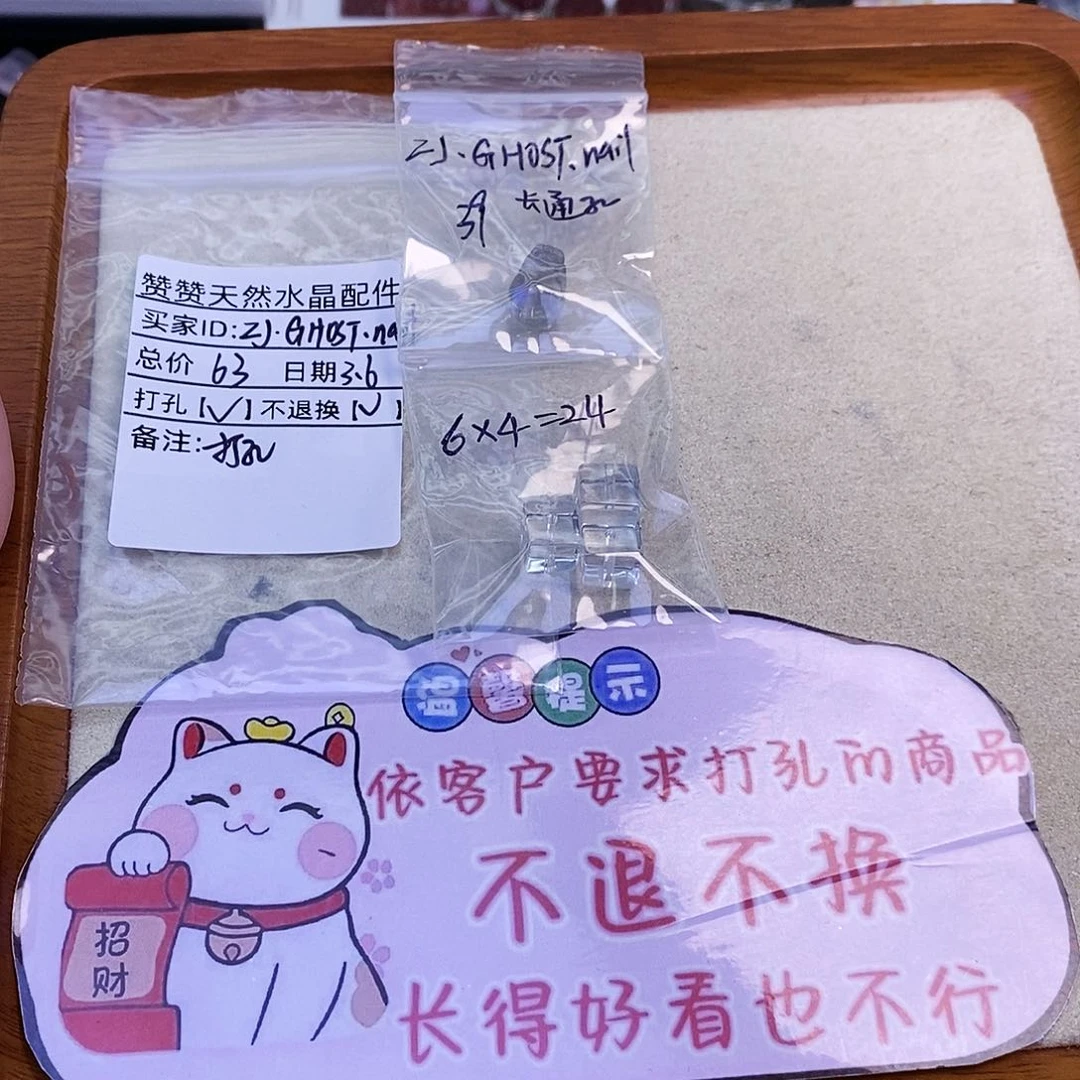 ZJ.GHOST.nail
39 长通孔
赞赞天然水晶配件
买家ID:ZJ.GHOST.na
总价 63 日期3.6
打孔【√】不退换【√】
备注:打孔
6×4=24
温馨提示
依客户要求打孔的商品
不退不换
长得好看也不行
招财